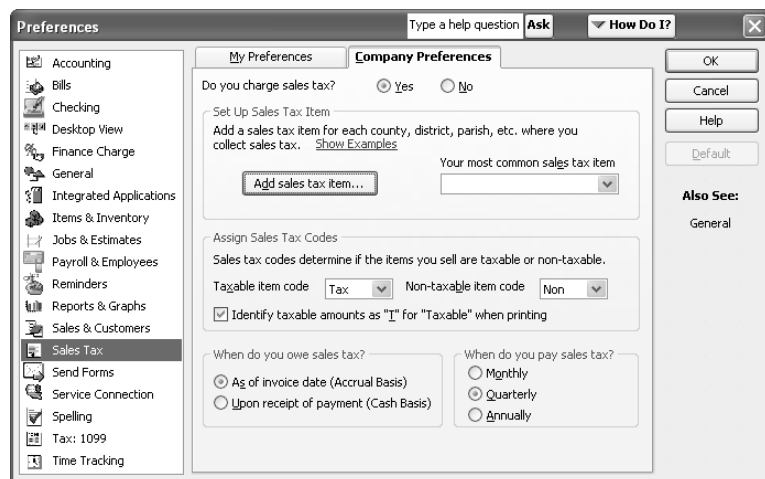 Preferences
Type a help question Ask
How Do I?
Accounting
Bills
Checking
Desktop View
Finance Charge
General
Integrated Applications
Items & Inventory
Jobs & Estimates
Payroll & Employees
Reminders
Reports & Graphs
Sales & Customers
Sales Tax
Send Forms
Service Connection
Spelling
Tax: 1099
Time Tracking
My Preferences
Company Preferences
Do you charge sales tax? Yes No
Set Up Sales Tax Item
Add a sales tax item for each county, district, parish, etc. where you
collect sales tax. Show Examples
Your most common sales tax item
Add sales tax item...
Assign Sales Tax Codes
Sales tax codes determine if the items you sell are taxable or non-taxable.
Taxable item code Tax Non-taxable item code Non
Identify taxable amounts as "T" for "Taxable" when printing
When do you owe sales tax?
As of invoice date (Accrual Basis)
Upon receipt of payment (Cash Basis)
When do you pay sales tax?
Monthly
Quarterly
Annually
OK
Cancel
Help
Default
Also See:
General